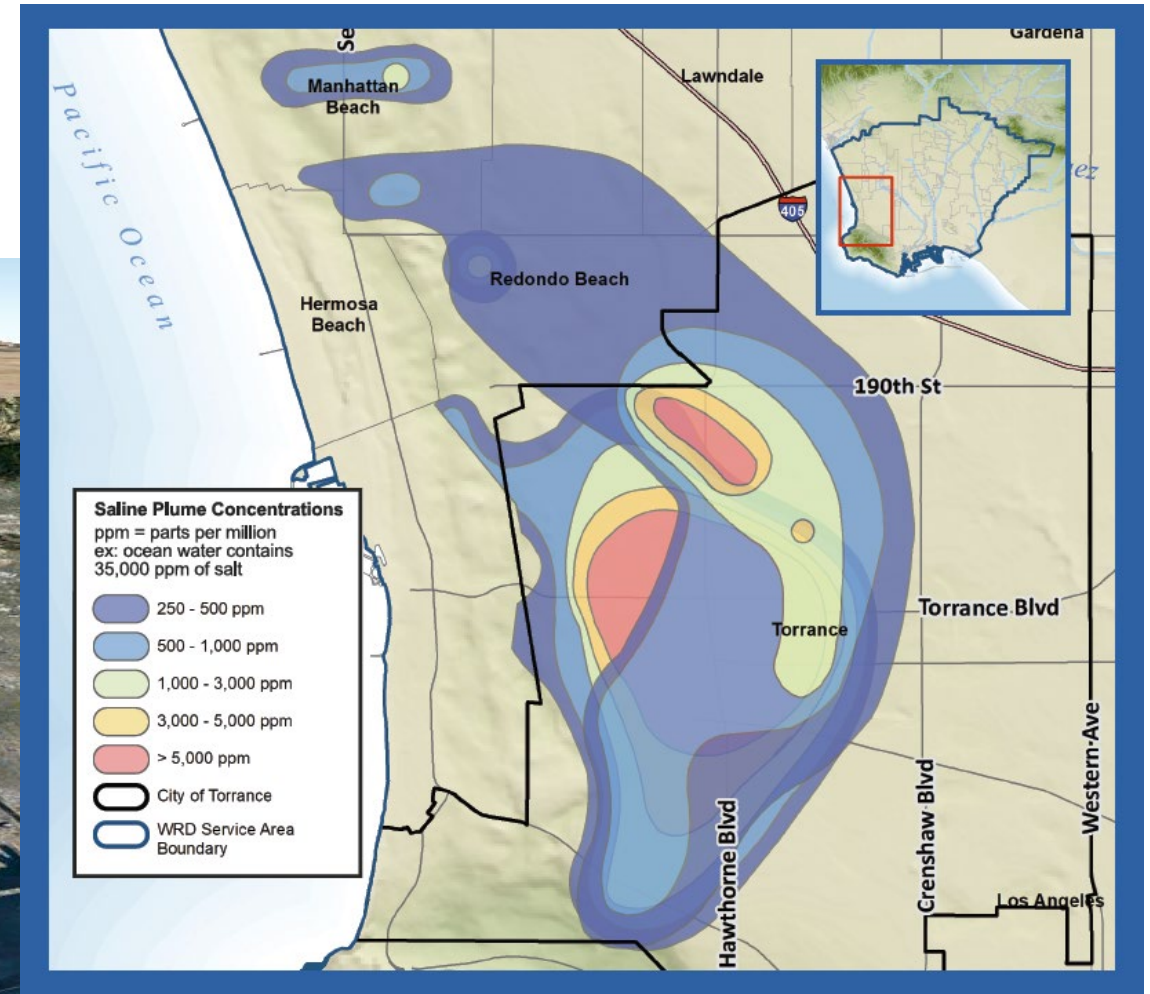 Gardena
Se
Lawndale
Manhattan
Beach
Pacific Ocean
ez
405
Redondo Beach
Hermosa
Beach
190th St
Saline Plume Concentrations
ppm = parts per million
ex: ocean water contains
35,000 ppm of salt
250 - 500 ppm
500 - 1,000 ppm
1,000 - 3,000 ppm
3,000 - 5,000 ppm
> 5,000 ppm
City of Torrance
WRD Service Area
Boundary
Torrance Blvd
Torrance
Hawthorne Blvd
Crenshaw Blvd
Western Ave
Los Angeles